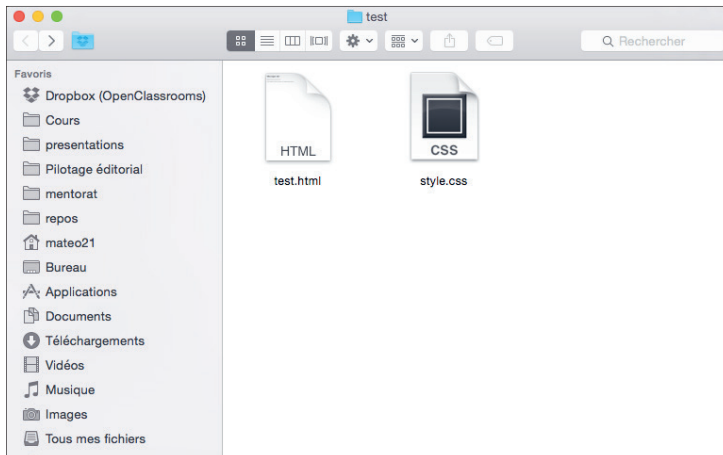 test
Rechercher
Favoris
Dropbox (OpenClassrooms)
Cours
presentations
Pilotage éditorial
mentorat
repos
mateo21
Bureau
Applications
Documents
Téléchargements
Vidéos
Musique
Images
Tous mes fichiers
HTML
CSS
test.html
style.css